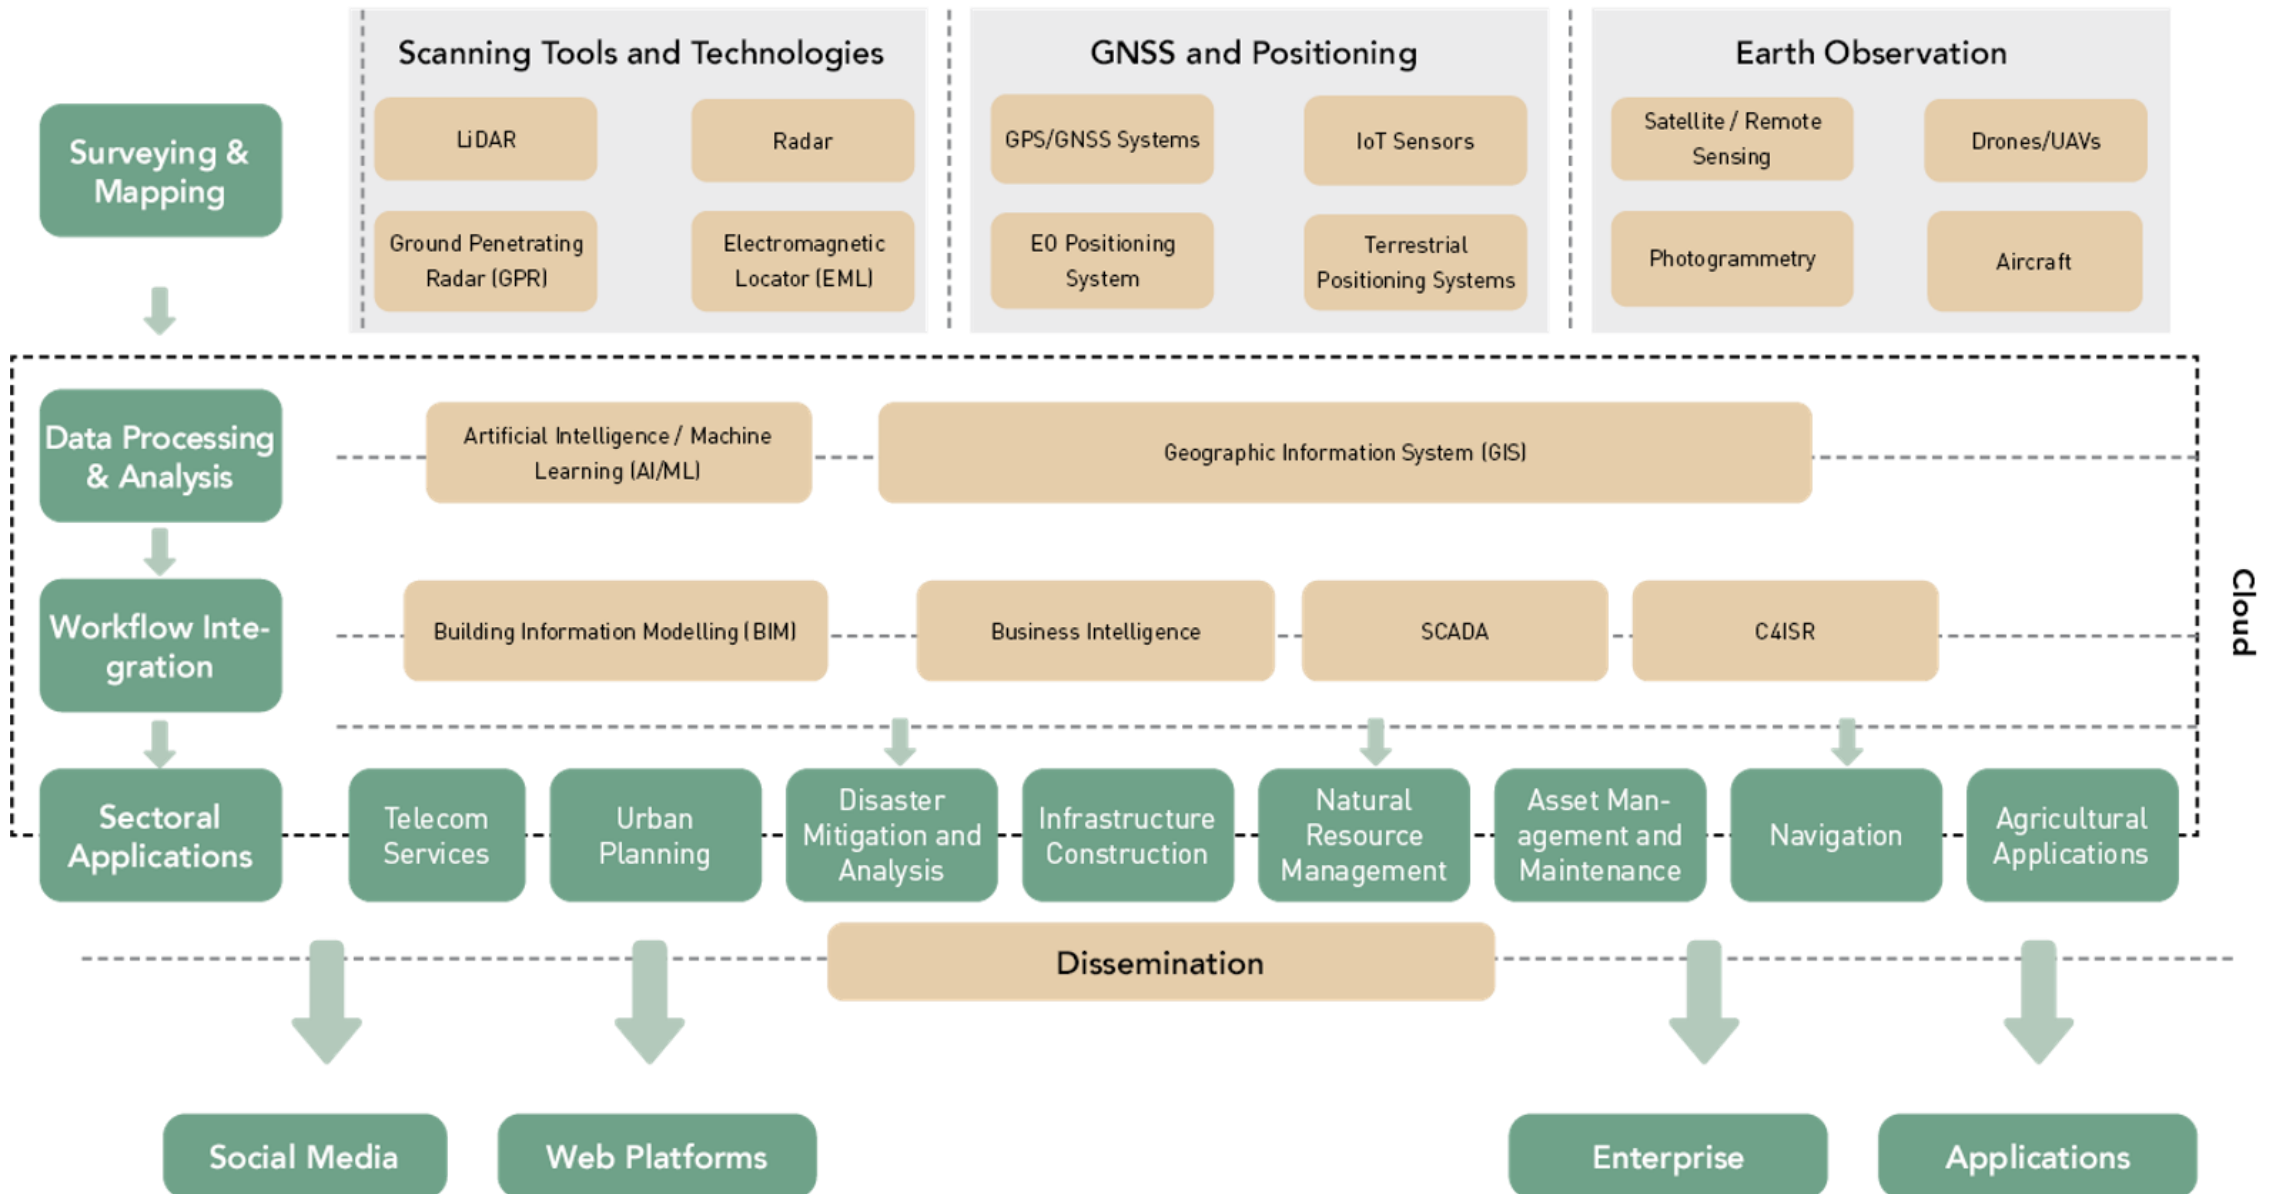 Scanning Tools and Technologies
GNSS and Positioning
Earth Observation
Surveying &
Mapping
LiDAR
Radar
GPS/GNSS Systems
IoT Sensors
Satellite / Remote
Sensing
Drones/UAVs
Ground Penetrating
Radar (GPR)
Electromagnetic
Locator (EML)
EO Positioning
System
Terrestrial
Positioning Systems
Photogrammetry
Aircraft
Data Processing
& Analysis
Artificial Intelligence / Machine
Learning (AI/ML)
Geographic Information System (GIS)
Cloud
Workflow Inte-
gration
Building Information Modelling (BIM)
Business Intelligence
SCADA
C4ISR
Sectoral
Applications
Telecom
Services
Urban
Planning
Disaster
Mitigation and
Analysis
Infrastructure
Construction
Natural
Resource
Management
Asset Man-
agement and
Maintenance
Navigation
Agricultural
Applications
Dissemination
Social Media
Web Platforms
Enterprise
Applications